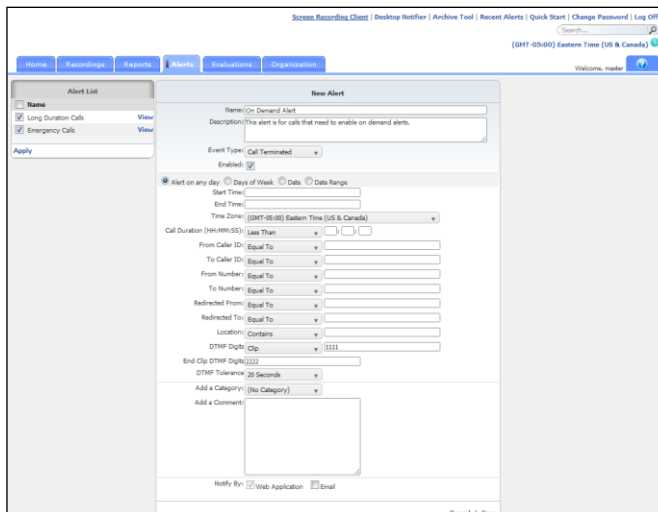 Screen Recording Client | Desktop Notifier | Archive Tool | Recent Alerts | Quick Start | Change Password | Log Off
Search...
(GMT-05:00) Eastern Time (US & Canada)
Home Recordings Reports Alerts Evaluations Organization
Welcome, master
Alert List
Name
Long Duration Calls View
Emergency Calls View
Apply
New Alert
Name: On Demand Alert
Description: This alert is for calls that need to enable on demand alerts.
Event Type: Call Terminated
Enabled:
Alert on any day Days of Week Date Date Range
Start Time:
End Time:
Time Zone: (GMT-05:00) Eastern Time (US & Canada)
Call Duration (HH:MM:SS): Less Than : :
From Caller ID: Equal To
To Caller ID: Equal To
From Number: Equal To
To Number: Equal To
Redirected From: Equal To
Redirected To: Equal To
Location: Contains
DTMF Digits Clip 1111
End Clip DTMF Digits 2222
DTMF Tolerance 20 Seconds
Add a Category: (No Category)
Add a Comment:
Notify By: Web Application Email